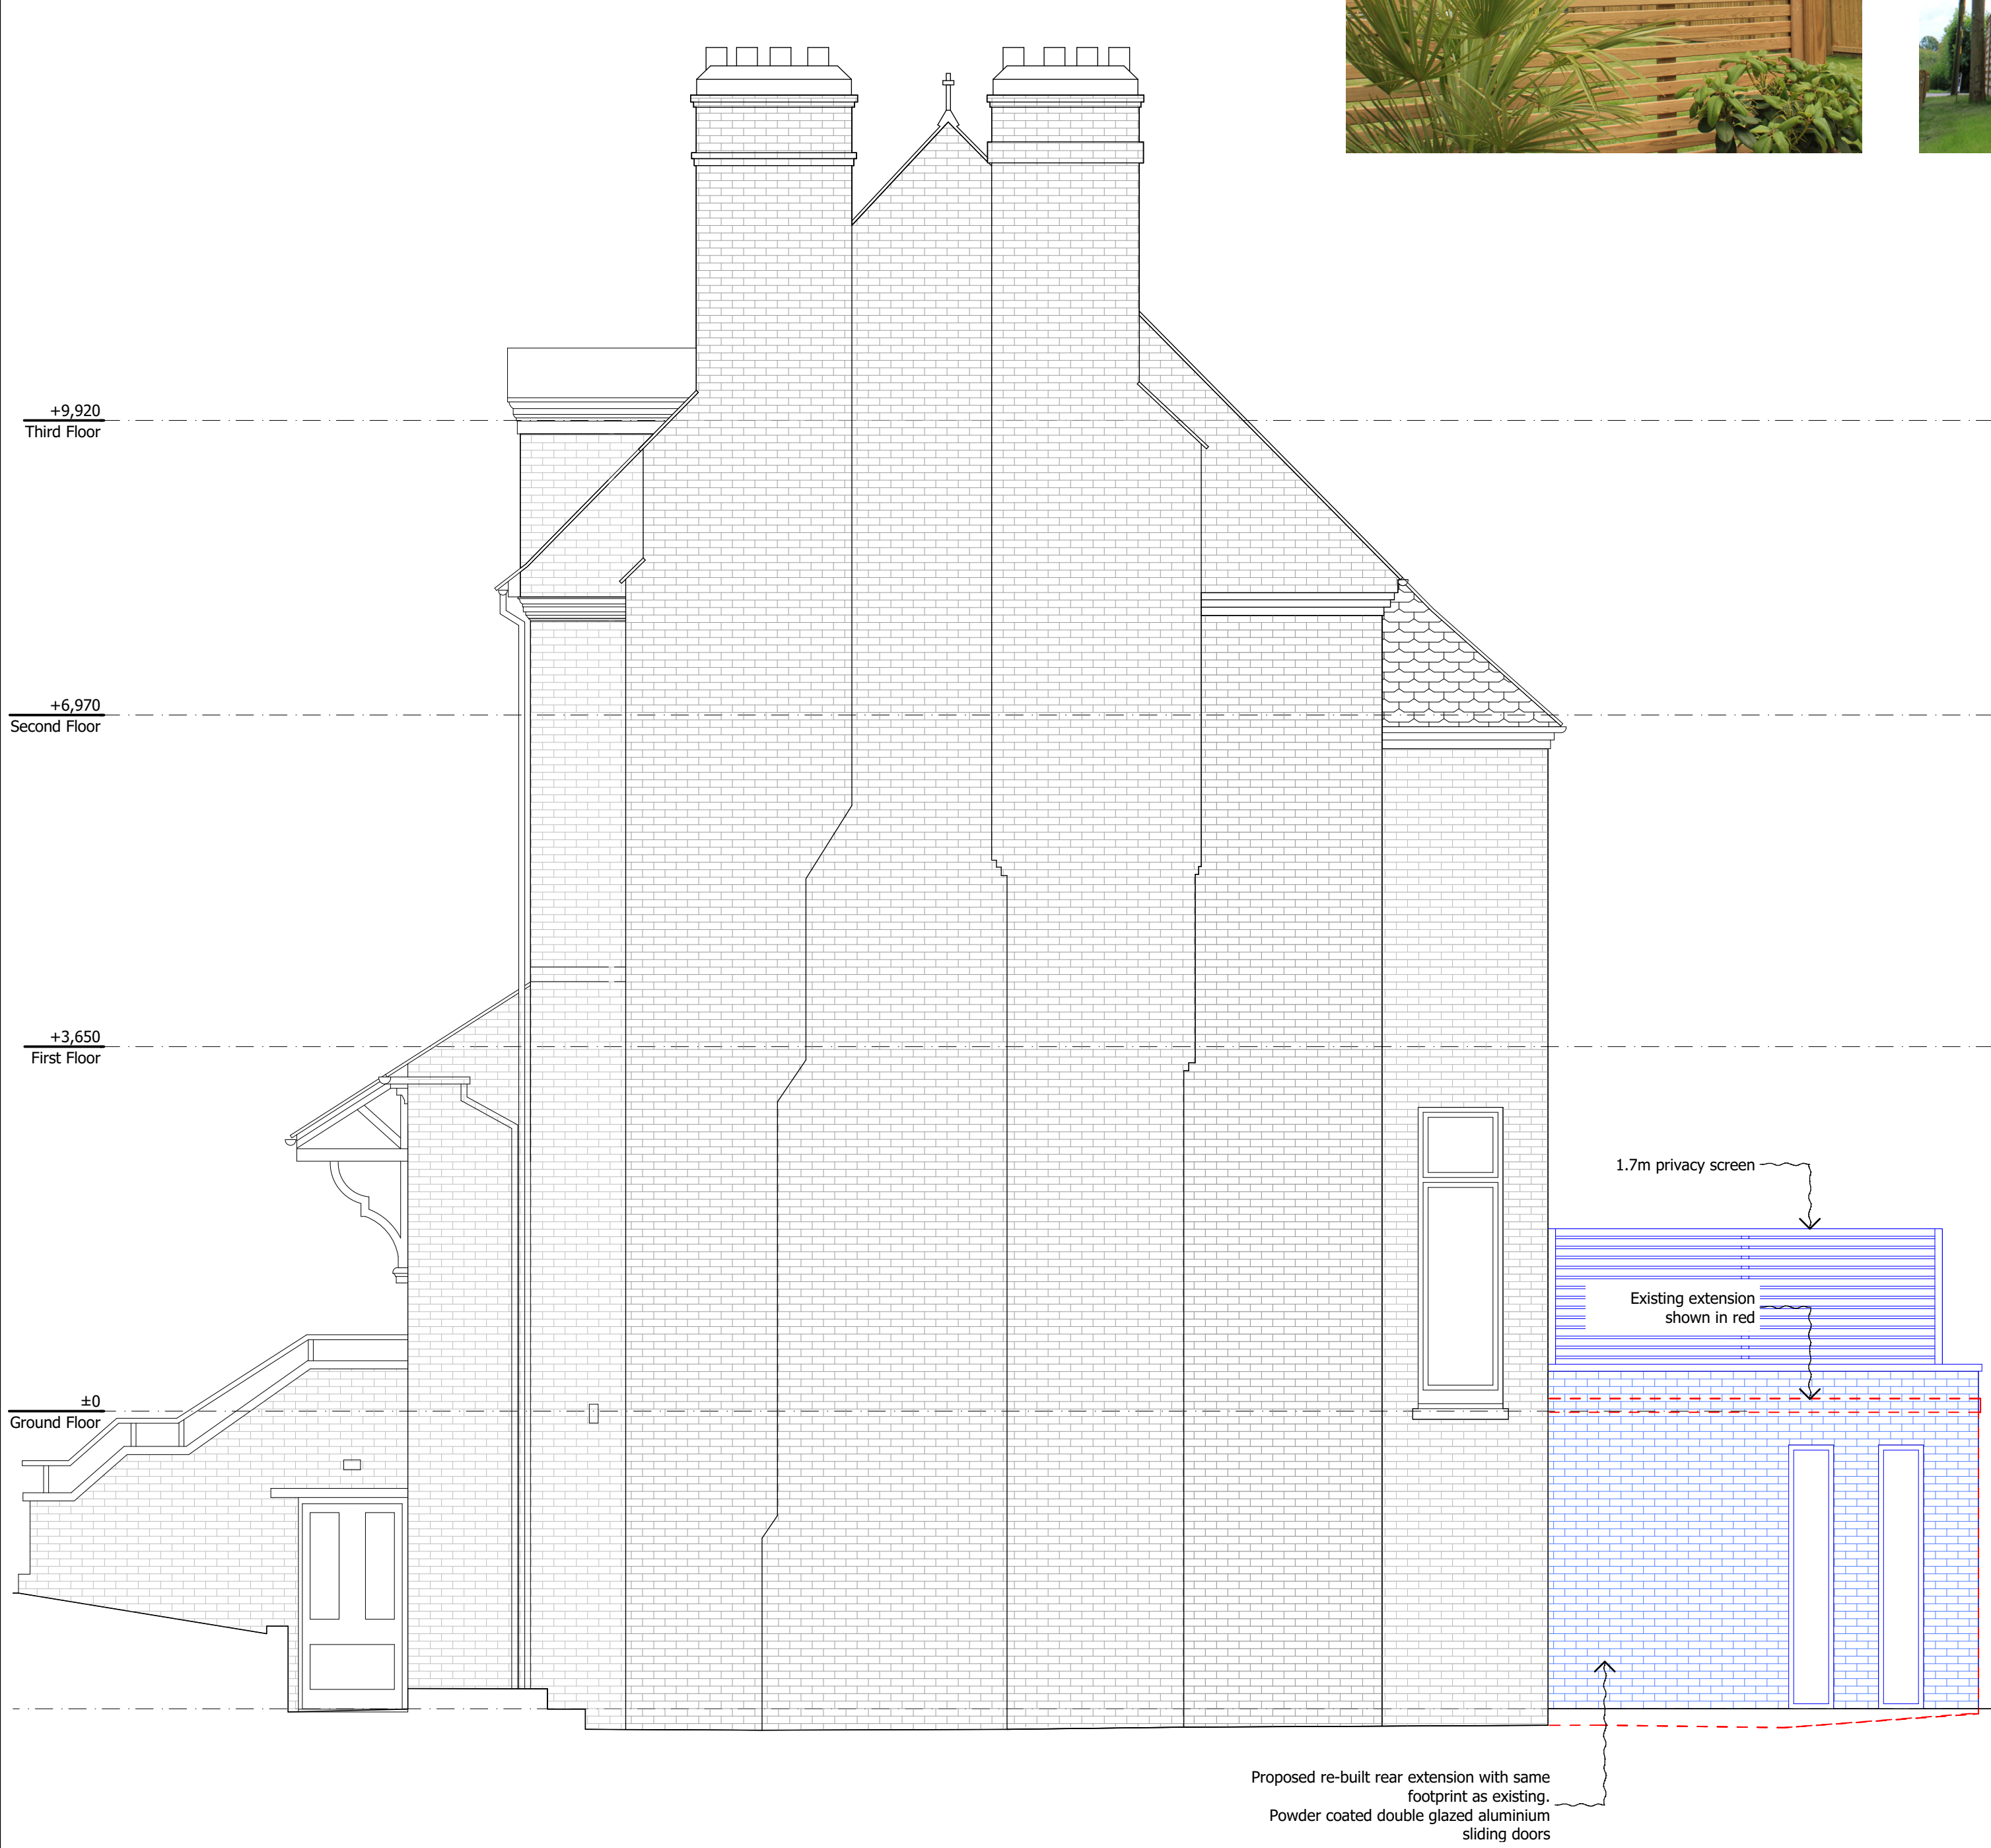 +9,920
Third Floor
+6,970
Second Floor
+3,650
First Floor
1.7m privacy screen
Existing extension
shown in red
±0
Ground Floor
Proposed re-built rear extension with same
footprint as existing.
Powder coated double glazed aluminium
sliding doors